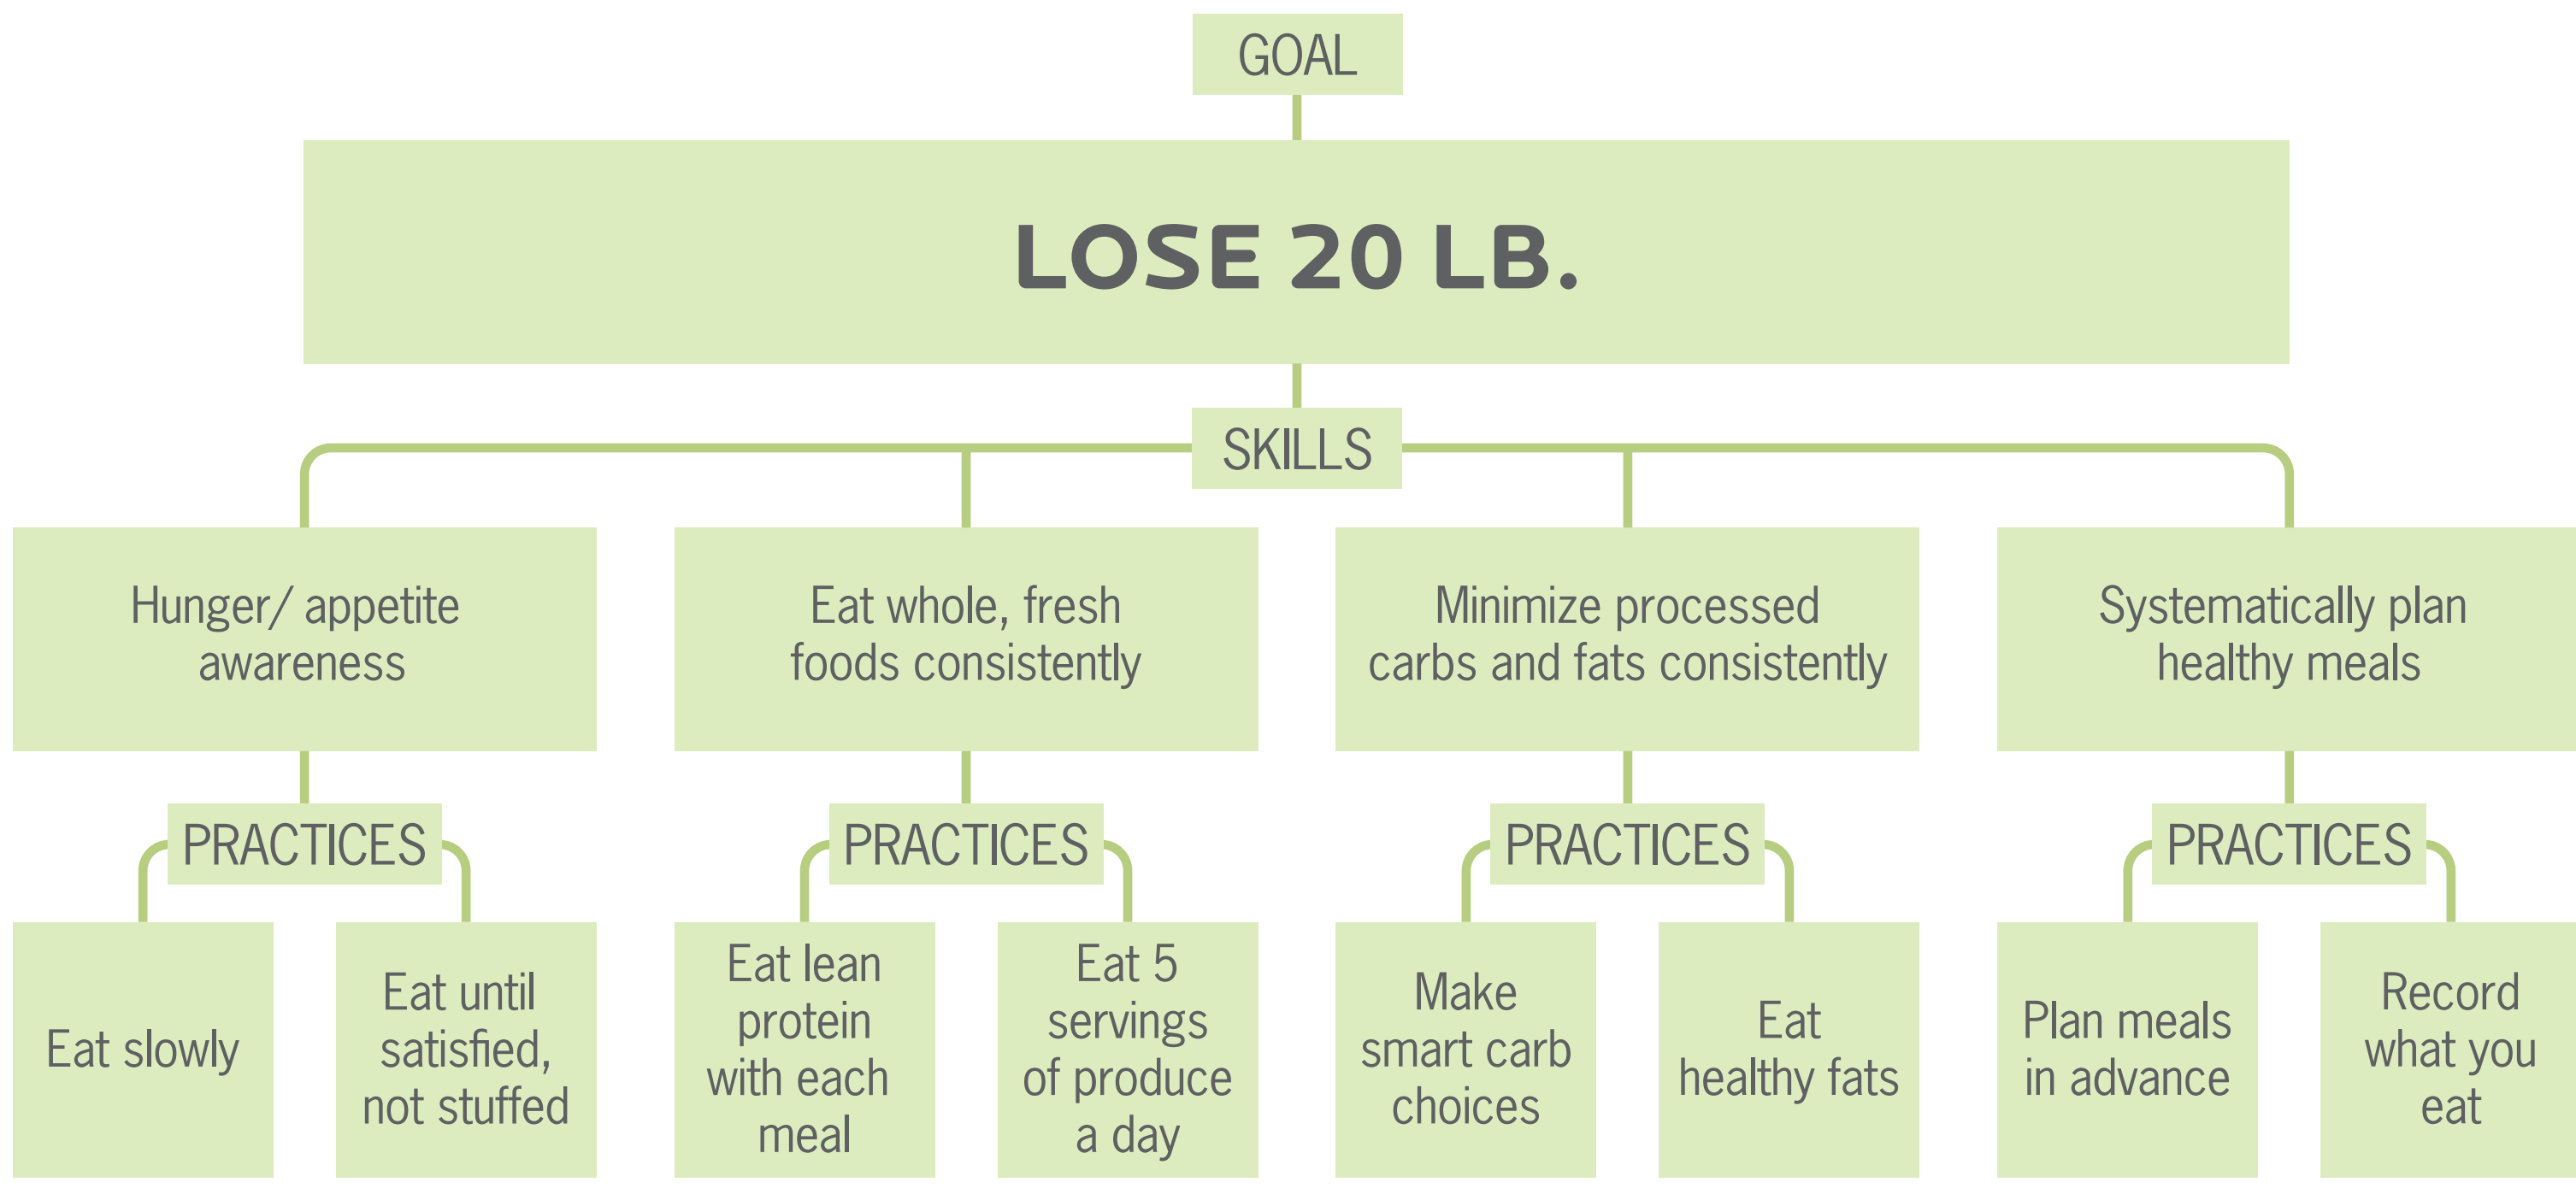 GOAL
LOSE 20 LB.
SKILLS
Hunger/ appetite
awareness
Eat whole, fresh
foods consistently
Minimize processed
carbs and fats consistently
Systematically plan
healthy meals
PRACTICES
PRACTICES
PRACTICES
PRACTICES
Eat slowly
Eat until
satisfied,
not stuffed
Eat lean
protein
with each
meal
Eat 5
servings
of produce
a day
Make
smart carb
choices
Eat
healthy fats
Plan meals
in advance
Record
what you
eat